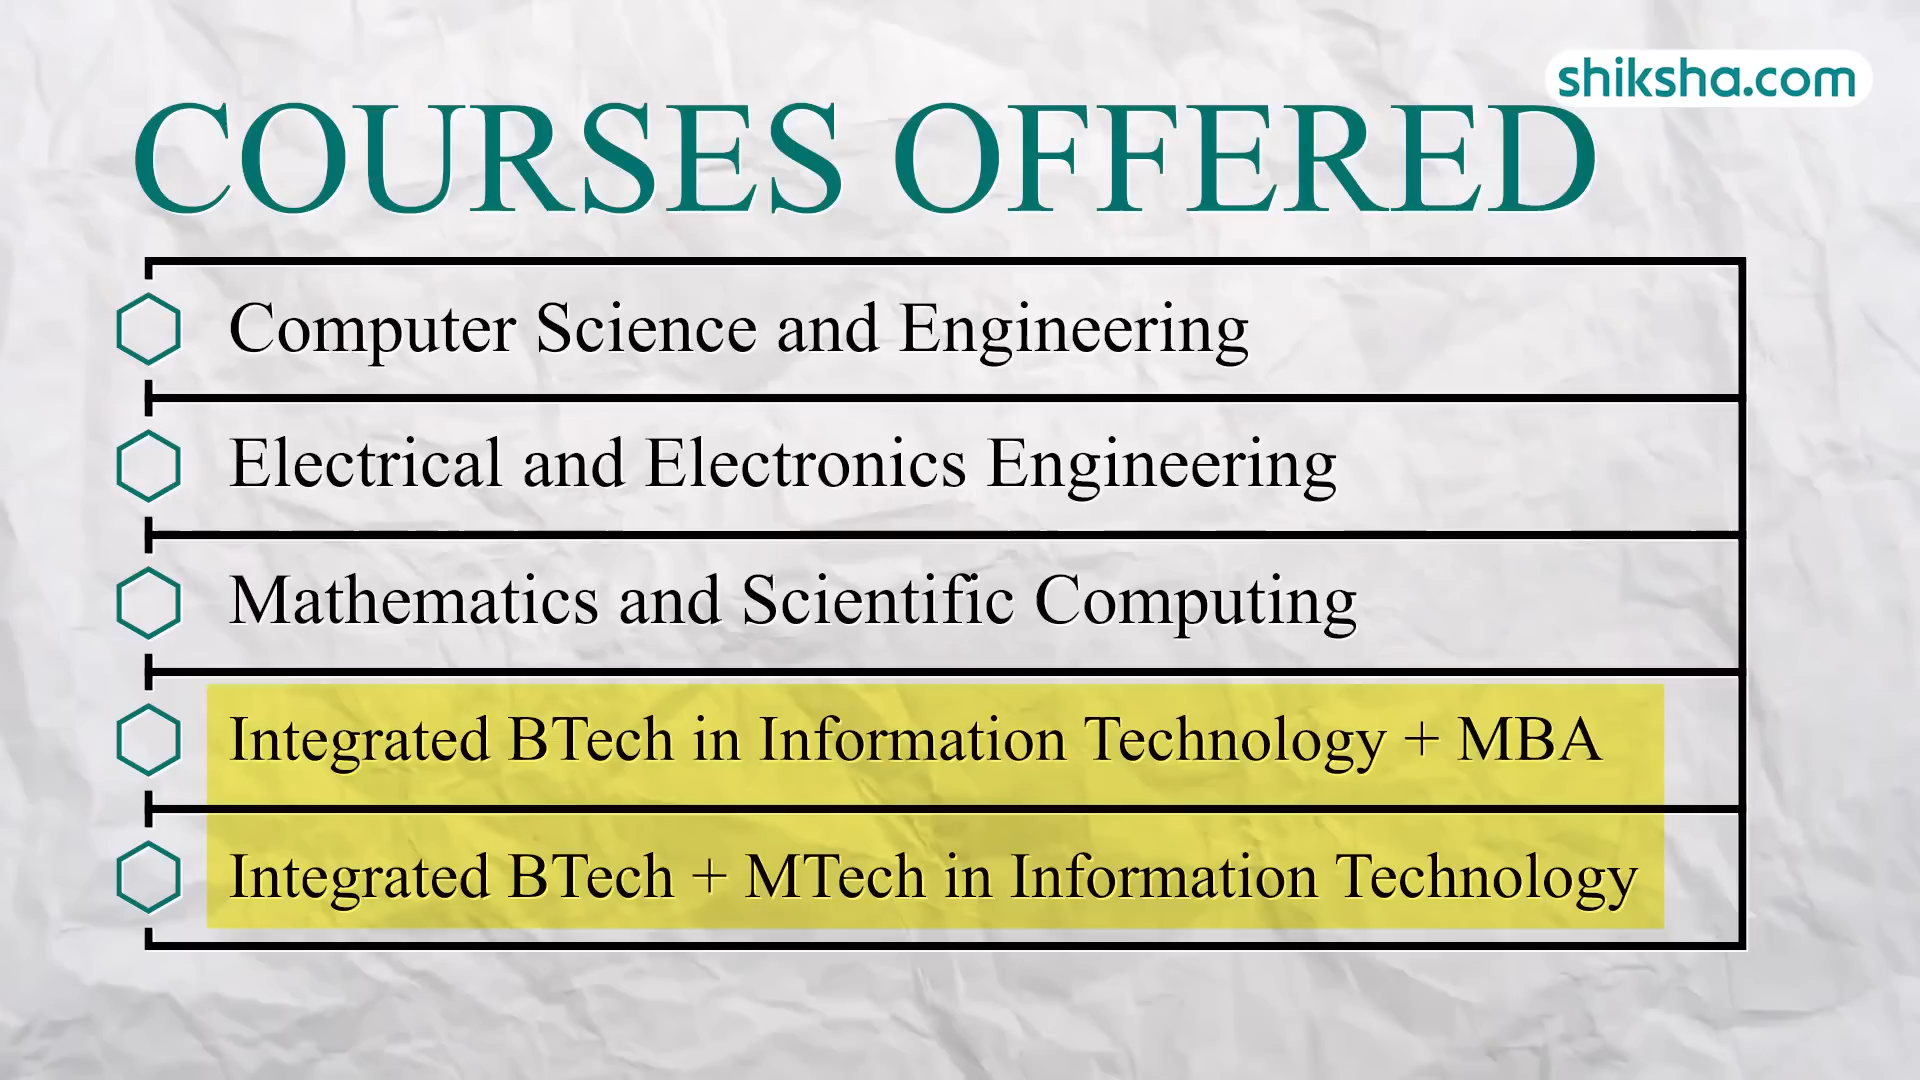 shiksha.com
COURSES OFFERED
Computer Science and Engineering
Electrical and Electronics Engineering
Mathematics and Scientific Computing
Integrated BTech in Information Technology + MBA
Integrated BTech + MTech in Information Technology